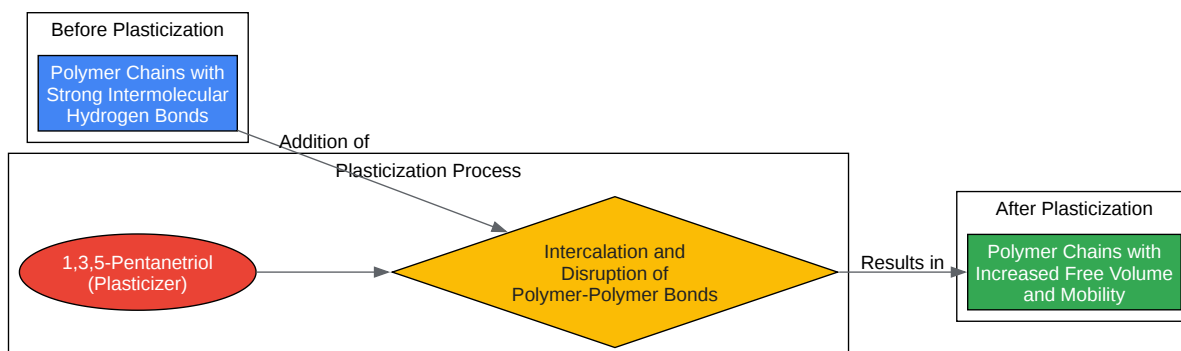 Before Plasticization
Polymer Chains with
Strong Intermolecular
Hydrogen Bonds
Addition of
Plasticization Process
1,3,5-Pentanetriol
(Plasticizer)
Intercalation and
Disruption of
Polymer-Polymer Bonds
Results in
After Plasticization
Polymer Chains with
Increased Free Volume
and Mobility